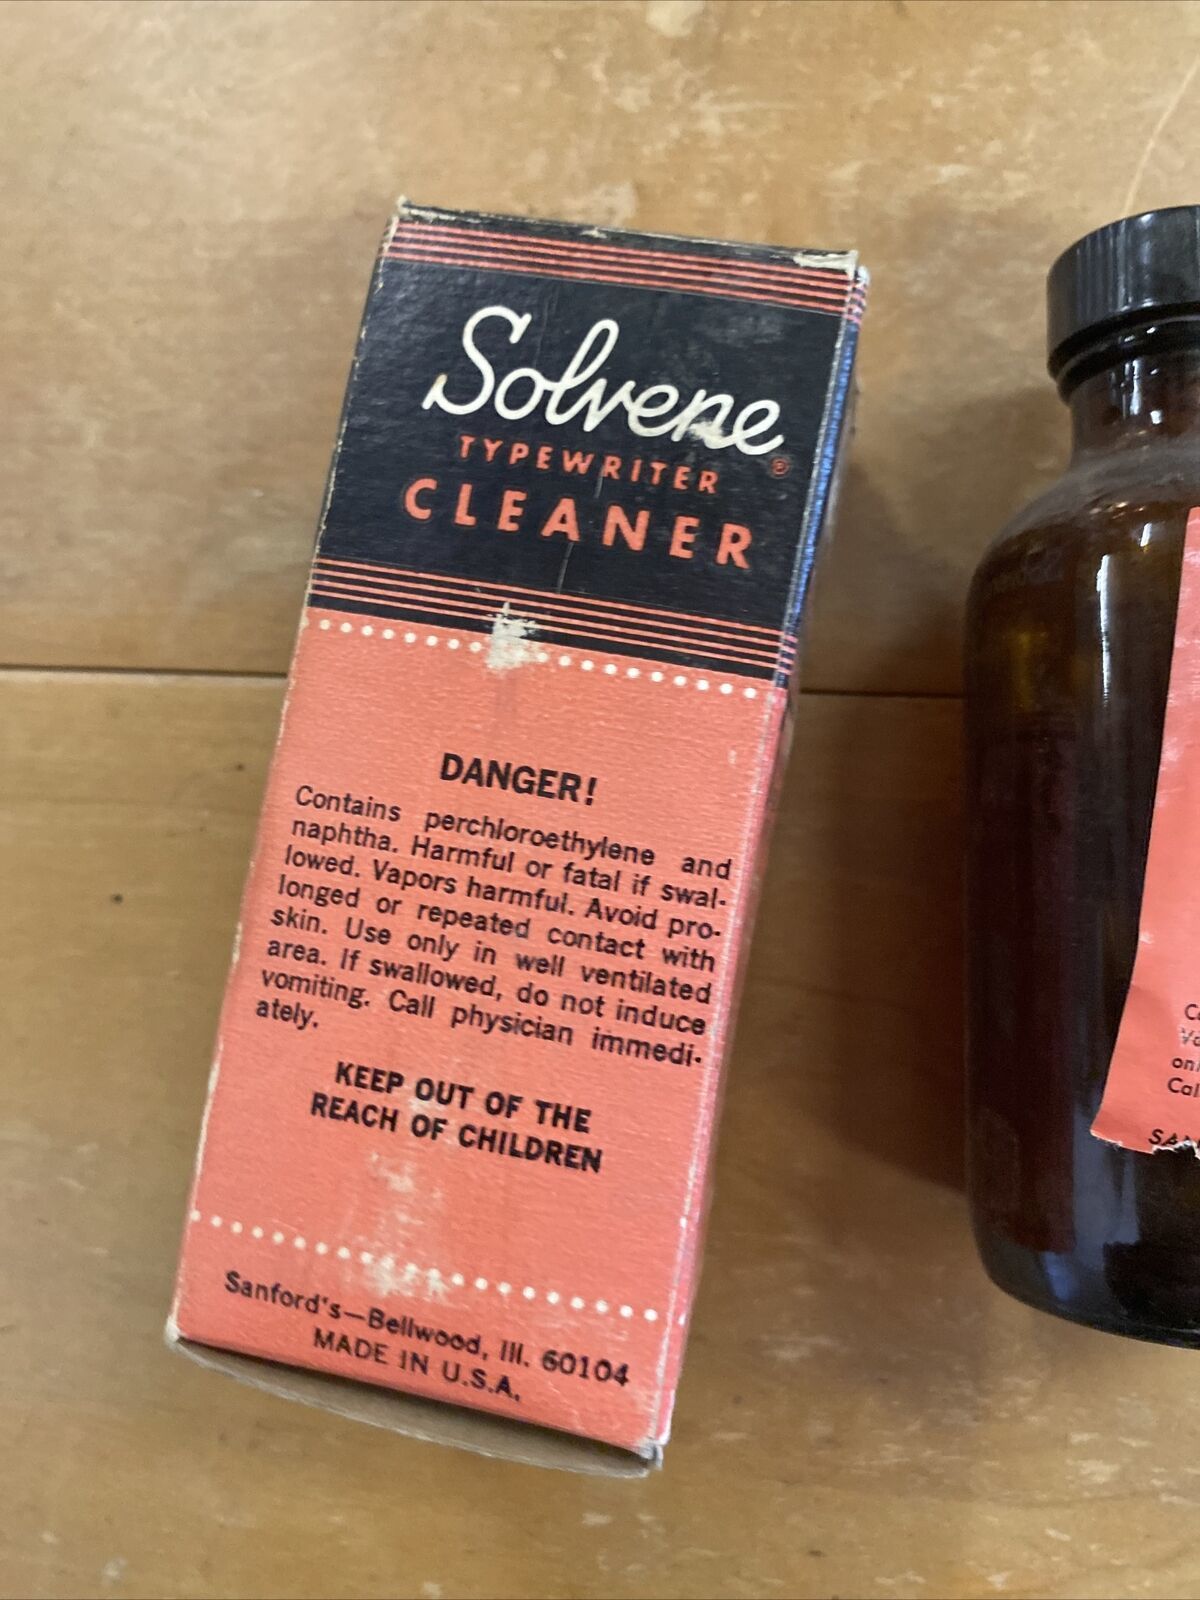 Solvene®
TYPEWRITER
CLEANER
DANGER!
Contains perchloroethylene and
naphtha. Harmful or fatal if swal-
lowed. Vapors harmful. Avoid pro-
longed or repeated contact with
skin. Use only in well ventilated
area. If swallowed, do not induce
vomiting. Call physician immedi-
ately.
KEEP OUT OF THE
REACH OF CHILDREN
Sanford's—Bellwood, Ill. 60104
MADE IN U.S.A.
Cal